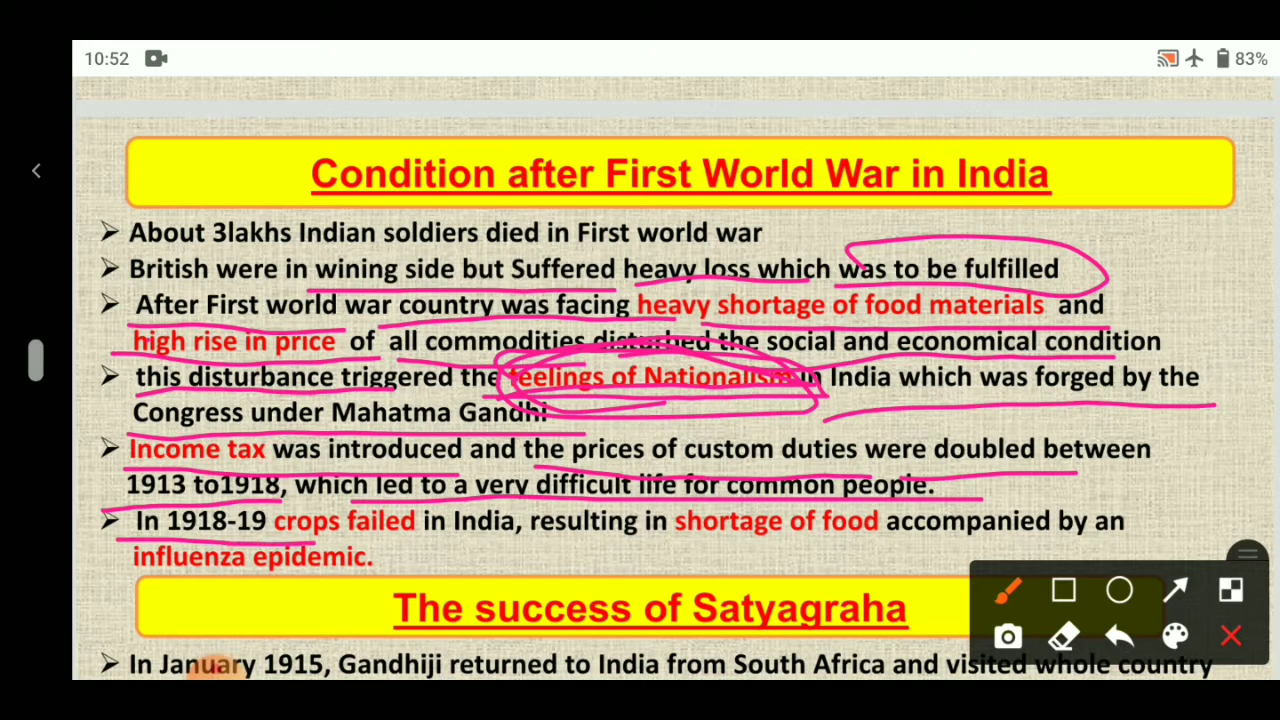 10:52
83%
Condition after First World War in India
➤ About 3lakhs Indian soldiers died in First world war
➤ British were in wining side but Suffered heavy loss which was to be fulfilled
➤ After First world war country was facing heavy shortage of food materials and
high rise in price of all commodities disturbed the social and economical condition
➤ this disturbance triggered the feelings of Nationalism in India which was forged by the
Congress under Mahatma Gandhi
➤ Income tax was introduced and the prices of custom duties were doubled between
1913 to1918, which led to a very difficult life for common people.
➤ In 1918-19 crops failed in India, resulting in shortage of food accompanied by an
influenza epidemic.
The success of Satyagraha
➤ In January 1915, Gandhiji returned to India from South Africa and visited whole country